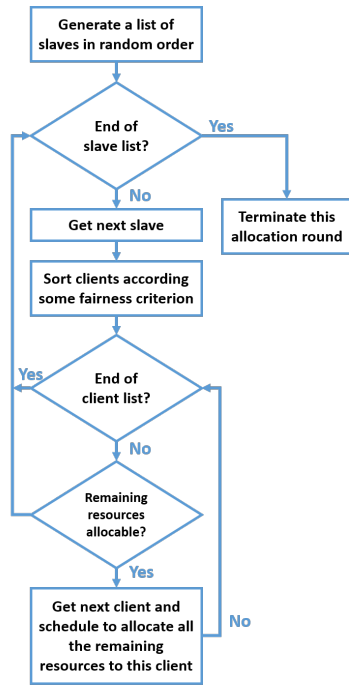 Generate a list of
slaves in random order
End of
slave list?
Yes
No
Get next slave
Terminate this
allocation round
Sort clients according
some fairness criterion
Yes
End of
client list?
No
Remaining
resources
allocable?
Yes
Get next client and
schedule to allocate all
the remaining
resources to this client
No